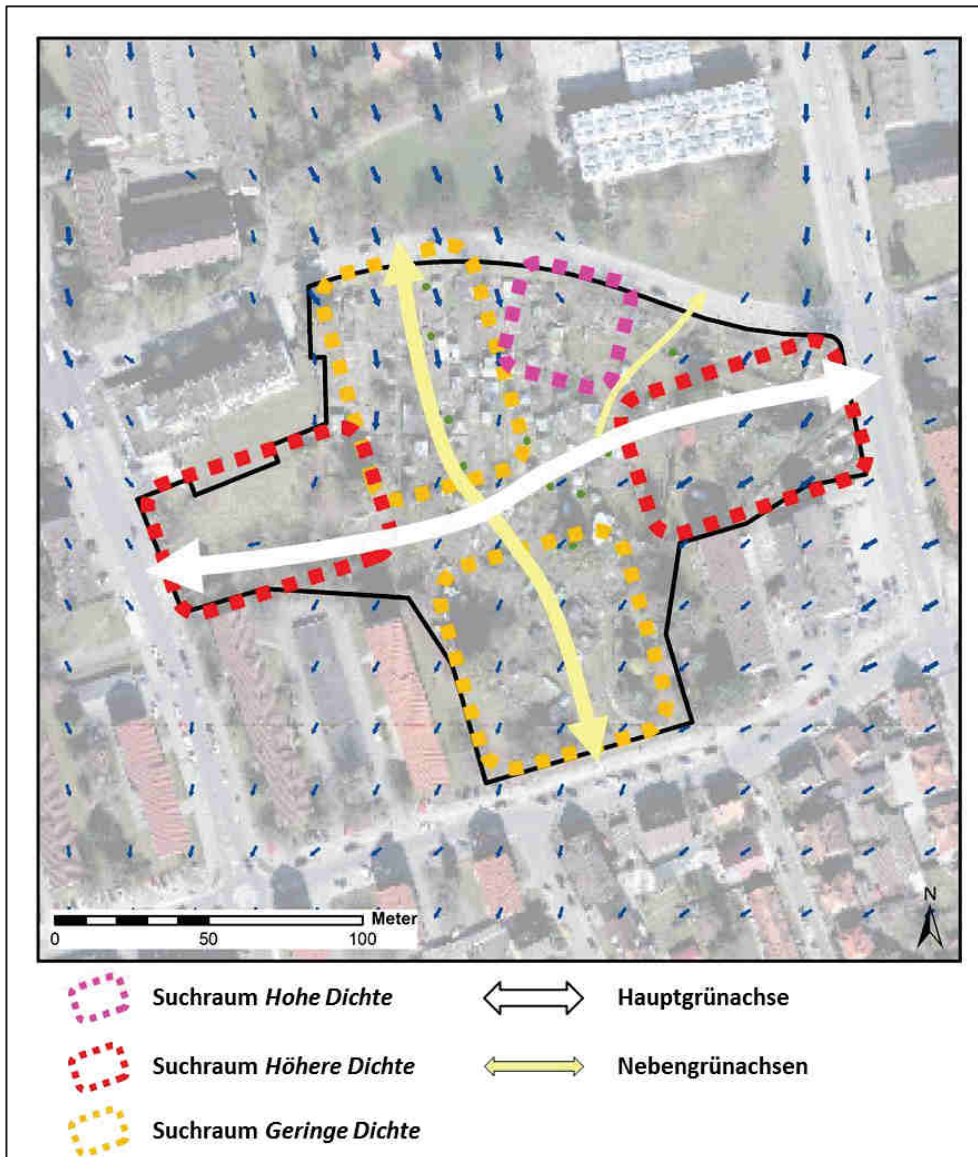 N
Meter
0 50 100
Suchraum Hohe Dichte
Hauptgrünachse
Suchraum Höhere Dichte
Nebengrünachsen
Suchraum Geringe Dichte